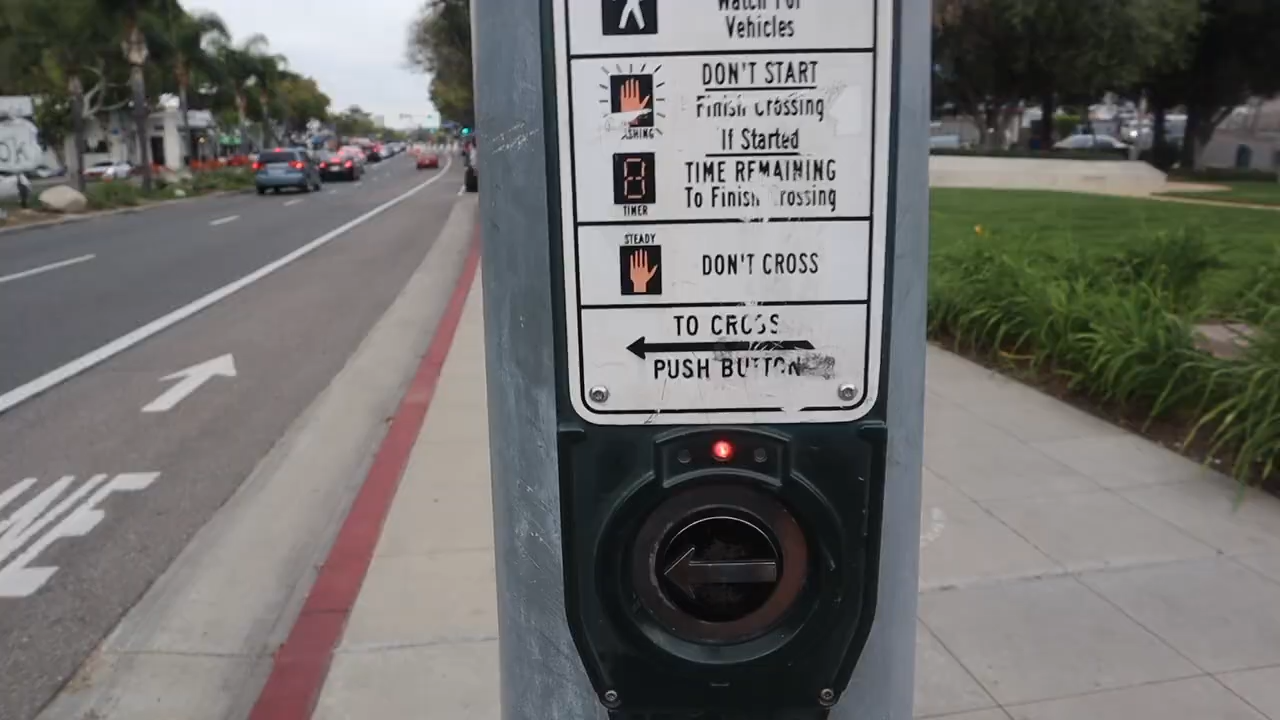 Watch For
Vehicles
DON'T START
Finish Crossing
If Started
TIME REMAINING
To Finish Crossing
TIMER
STEADY
DON'T CROSS
TO CROSS
PUSH BUTTON
OK